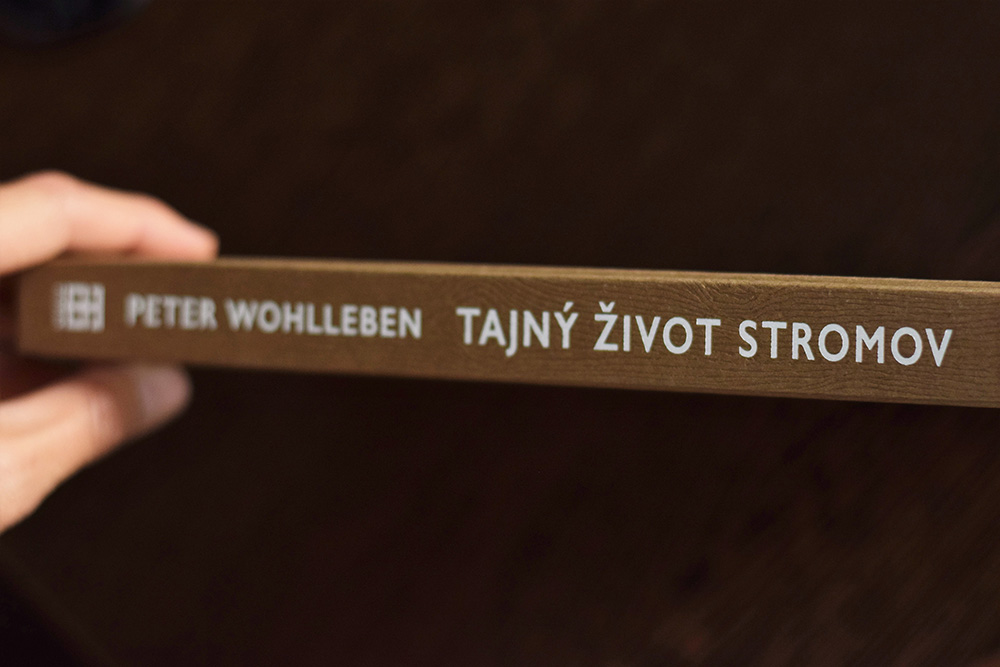 PETER WOHLLEBEN TAJNÝ ŽIVOT STROMOV